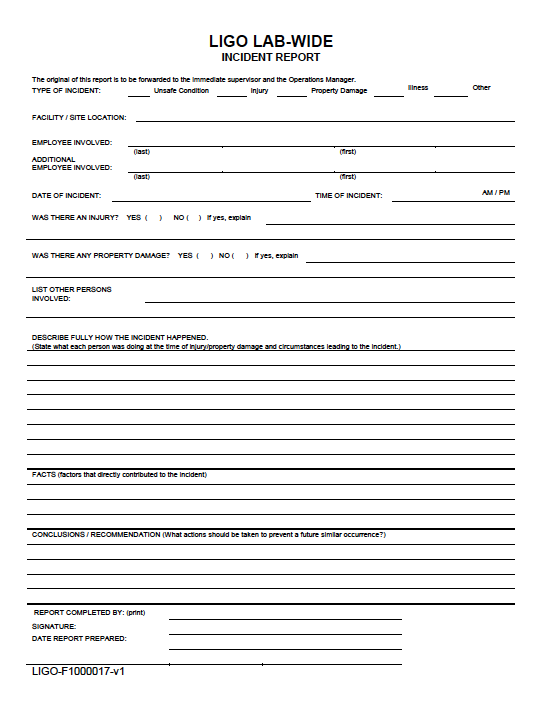 LIGO LAB-WIDE
INCIDENT REPORT
The original of this report is to be forwarded to the immediate supervisor and the Operations Manager.
TYPE OF INCIDENT: Unsafe Condition Injury Property Damage Illness Other
FACILITY / SITE LOCATION:
EMPLOYEE INVOLVED:
(last) (first)
ADDITIONAL
EMPLOYEE INVOLVED:
(last) (first)
DATE OF INCIDENT: TIME OF INCIDENT: AM / PM
WAS THERE AN INJURY? YES ( ) NO ( ) If yes, explain
WAS THERE ANY PROPERTY DAMAGE? YES ( ) NO ( ) If yes, explain
LIST OTHER PERSONS
INVOLVED:
DESCRIBE FULLY HOW THE INCIDENT HAPPENED.
(State what each person was doing at the time of injury/property damage and circumstances leading to the incident.)
FACTS (factors that directly contributed to the incident)
CONCLUSIONS / RECOMMENDATION (What actions should be taken to prevent a future similar occurrence?)
REPORT COMPLETED BY: (print)
SIGNATURE:
DATE REPORT PREPARED:
LIGO-F1000017-v1